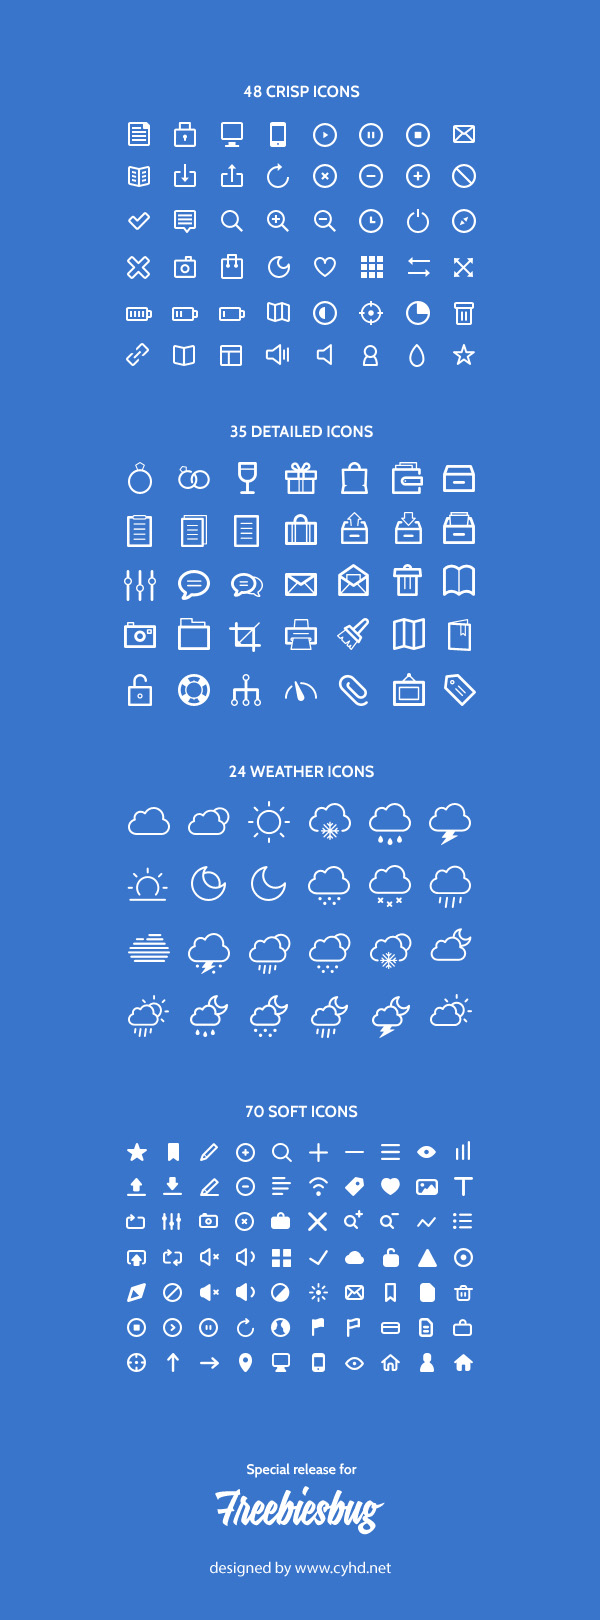 48 CRISP ICONS
35 DETAILED ICONS
24 WEATHER ICONS
70 SOFT ICONS
Special release for
Freebiesbug
designed by www.cyhd.net